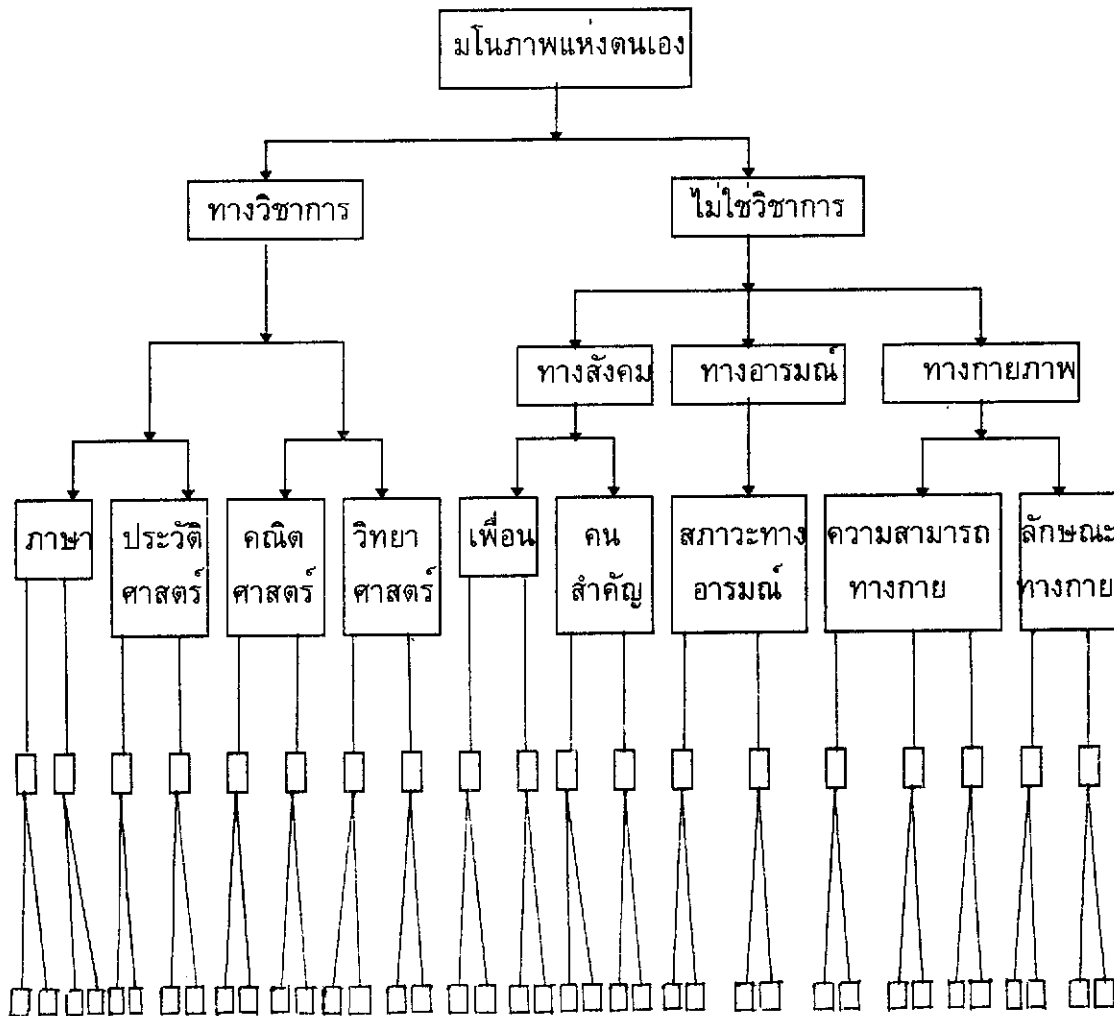 มโนภาพแห่งตนเอง
ทางวิชาการ
ไม่ใช่วิชาการ
ทางสังคม
ทางอารมณ์
ทางกายภาพ
ภาษา
ประวัติ
ศาสตร์
คณิต
ศาสตร์
วิทยา
ศาสตร์
เพื่อน
คน
สำคัญ
สภาวะทาง
อารมณ์
ความสามารถ
ทางกาย
ลักษณะ
ทางกาย